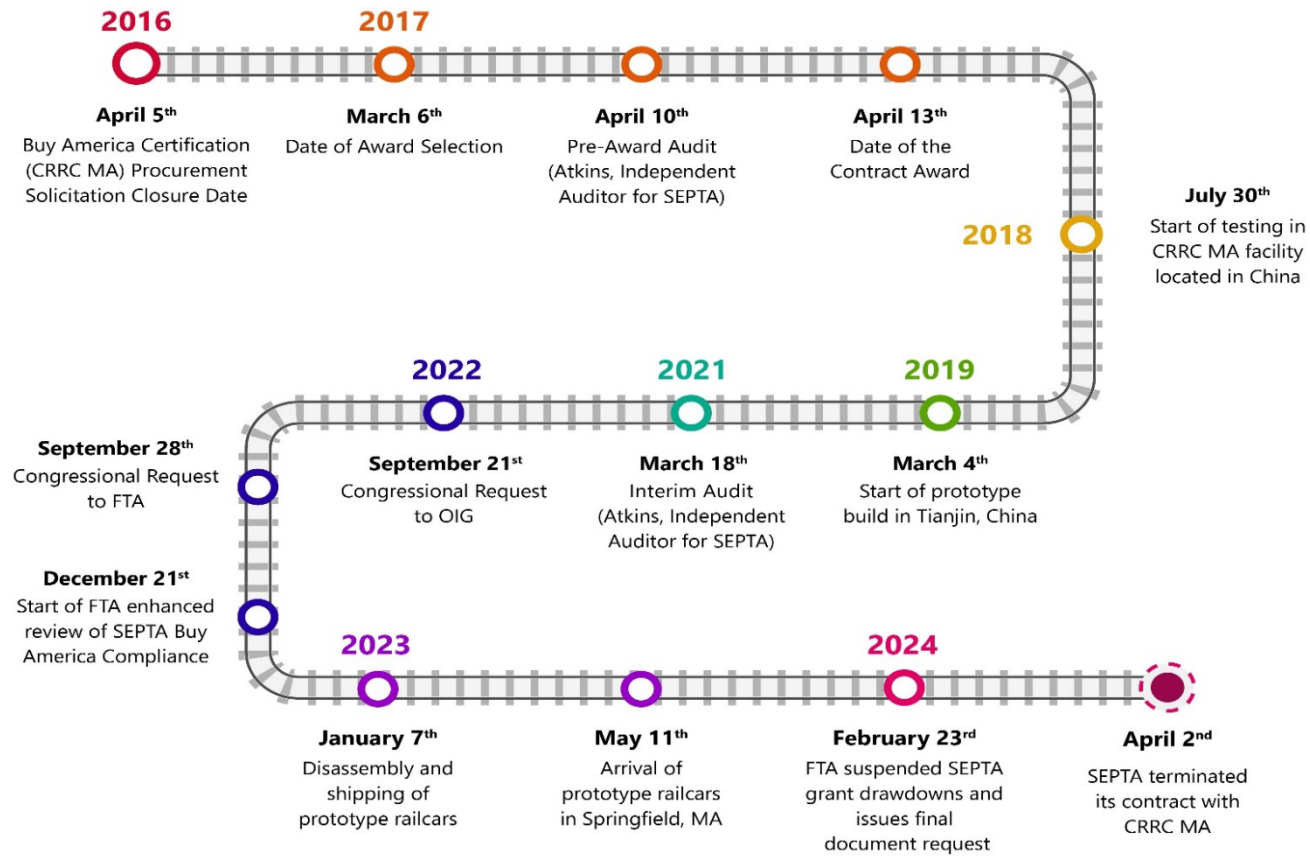 2016
April 5th
Buy America Certification
(CRRC MA) Procurement
Solicitation Closure Date
2017
March 6th
Date of Award Selection
April 10th
Pre-Award Audit
(Atkins, Independent
Auditor for SEPTA)
April 13th
Date of the
Contract Award
2018
July 30th
Start of testing in
CRRC MA facility
located in China
2019
March 4th
Start of prototype
build in Tianjin, China
2021
March 18th
Interim Audit
(Atkins, Independent
Auditor for SEPTA)
2022
September 21st
Congressional Request
to OIG
September 28th
Congressional Request
to FTA
December 21st
Start of FTA enhanced
review of SEPTA Buy
America Compliance
2023
January 7th
Disassembly and
shipping of
prototype railcars
May 11th
Arrival of
prototype railcars
in Springfield, MA
2024
February 23rd
FTA suspended SEPTA
grant drawdowns and
issues final
document request
April 2nd
SEPTA terminated
its contract with
CRRC MA